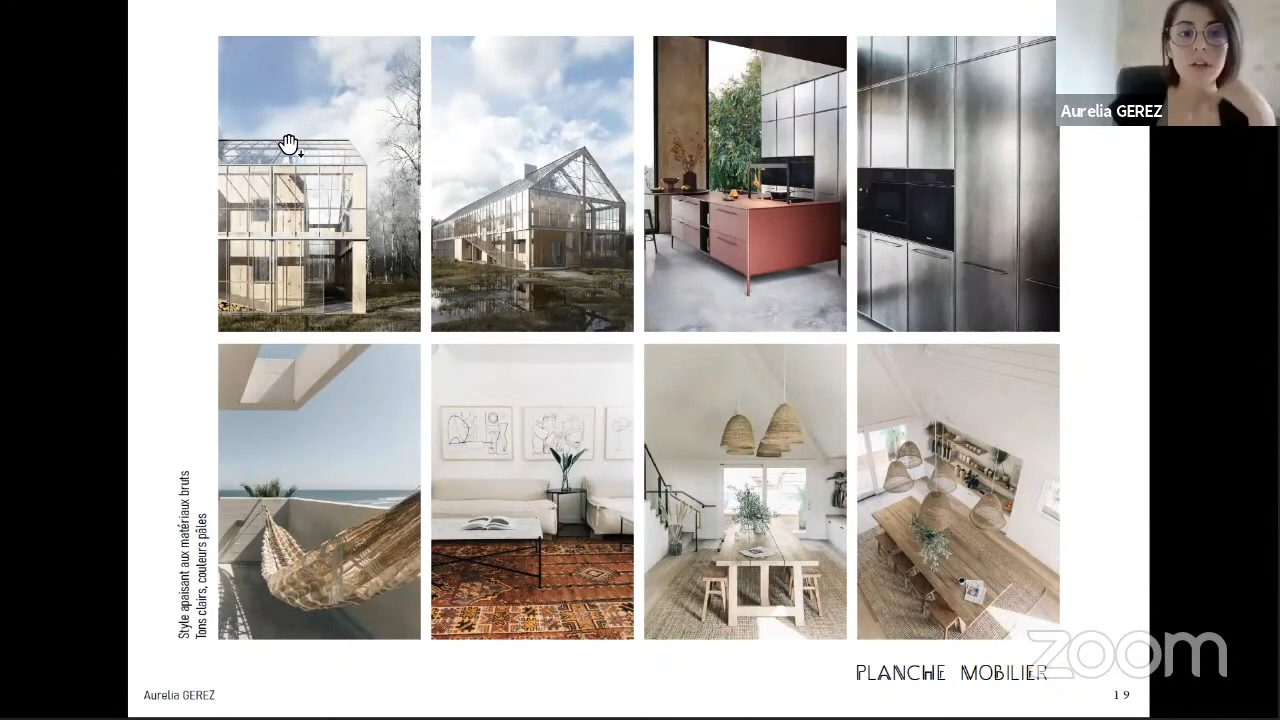 Aurelia GEREZ
Style apaisant aux matériaux bruts
Tons clairs, couleurs pâles
PLANCHE MOBILIER
zoom
Aurelia GEREZ
19